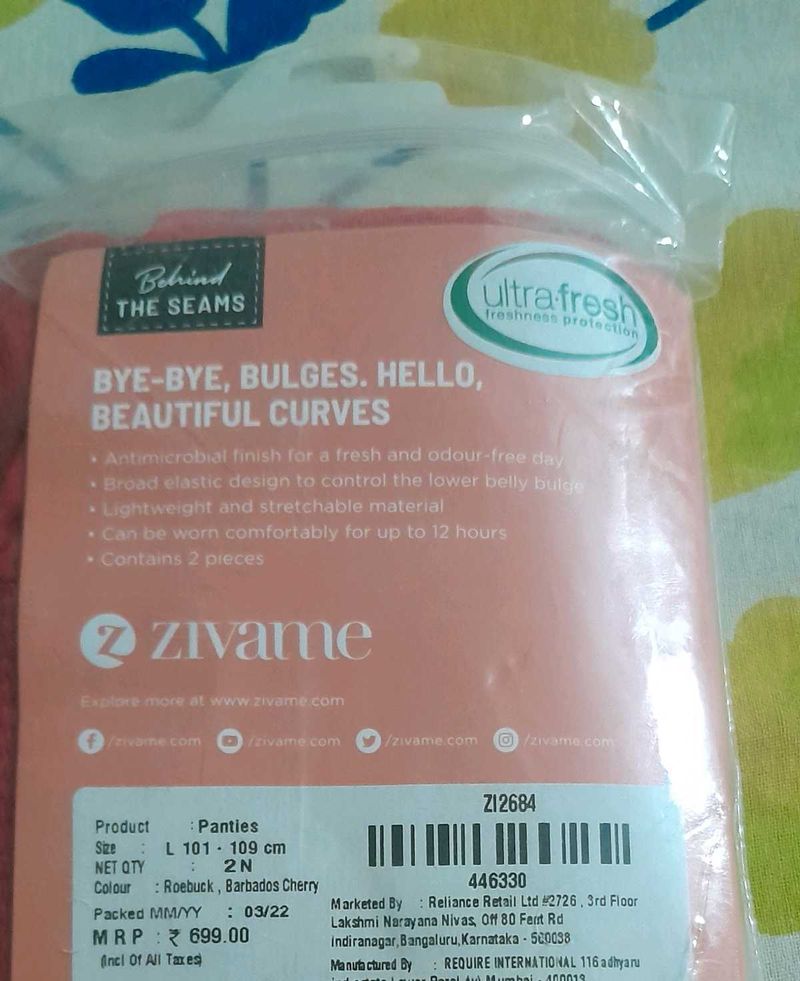 Behind
THE SEAMS
ultra-fresh
freshness protection
BYE-BYE, BULGES. HELLO,
BEAUTIFUL CURVES
• Antimicrobial finish for a fresh and odour-free day
• Broad elastic design to control the lower belly bulge
• Lightweight and stretchable material
• Can be worn comfortably for up to 12 hours
• Contains 2 pieces
Z zivame
Explore more at www.zivame.com
/zivame.com /zivame.com /zivame.com /zivame.com
Product : Panties
Size : L 101 - 109 cm
NET QTY : 2 N
Colour : Roebuck , Barbados Cherry
Packed MM/YY : 03/22
M R P : ₹ 699.00
(Incl Of All Taxes)
ZI2684
446330
Marketed By : Reliance Retail Ltd #2726 , 3rd Floor
Lakshmi Narayana Nivas, Off 80 Feet Rd
Indiranagar,Bangaluru,Karnataka - 560038
Manufactured By : REQUIRE INTERNATIONAL 116 adhyaru
Mumbai - 400013